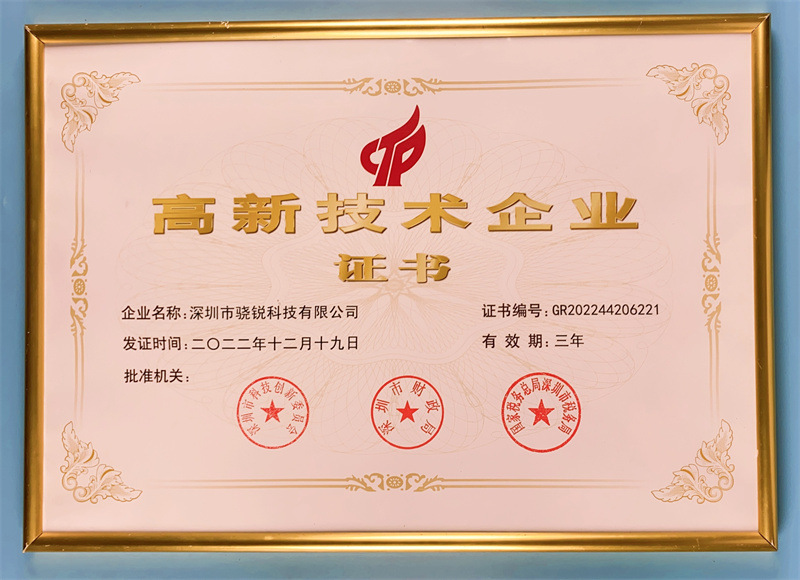 CTP
高新技术企业
证书
企业名称：深圳市骁锐科技有限公司
证书编号：GR202244206221
发证时间：二〇二二年十二月十九日
有 效 期：三年
批准机关：
深圳市科技创新委员会
深圳市财政局
国家税务总局深圳市税务局